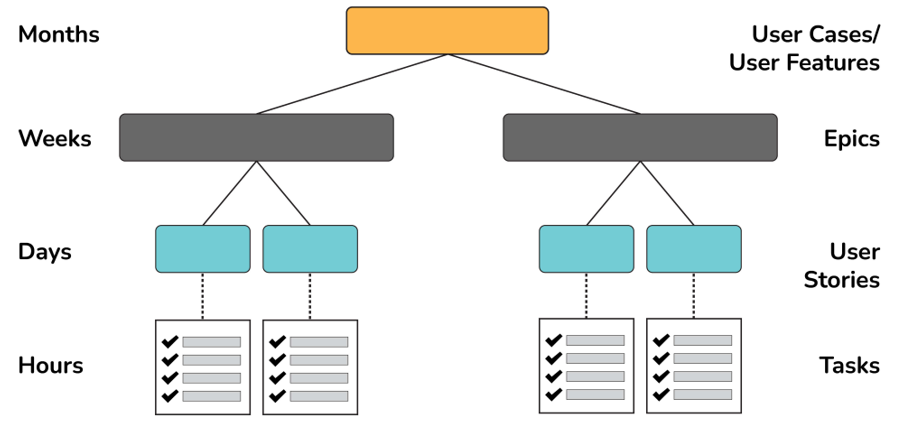 Months
User Cases/
User Features
Weeks
Epics
Days
User
Stories
Hours
Tasks